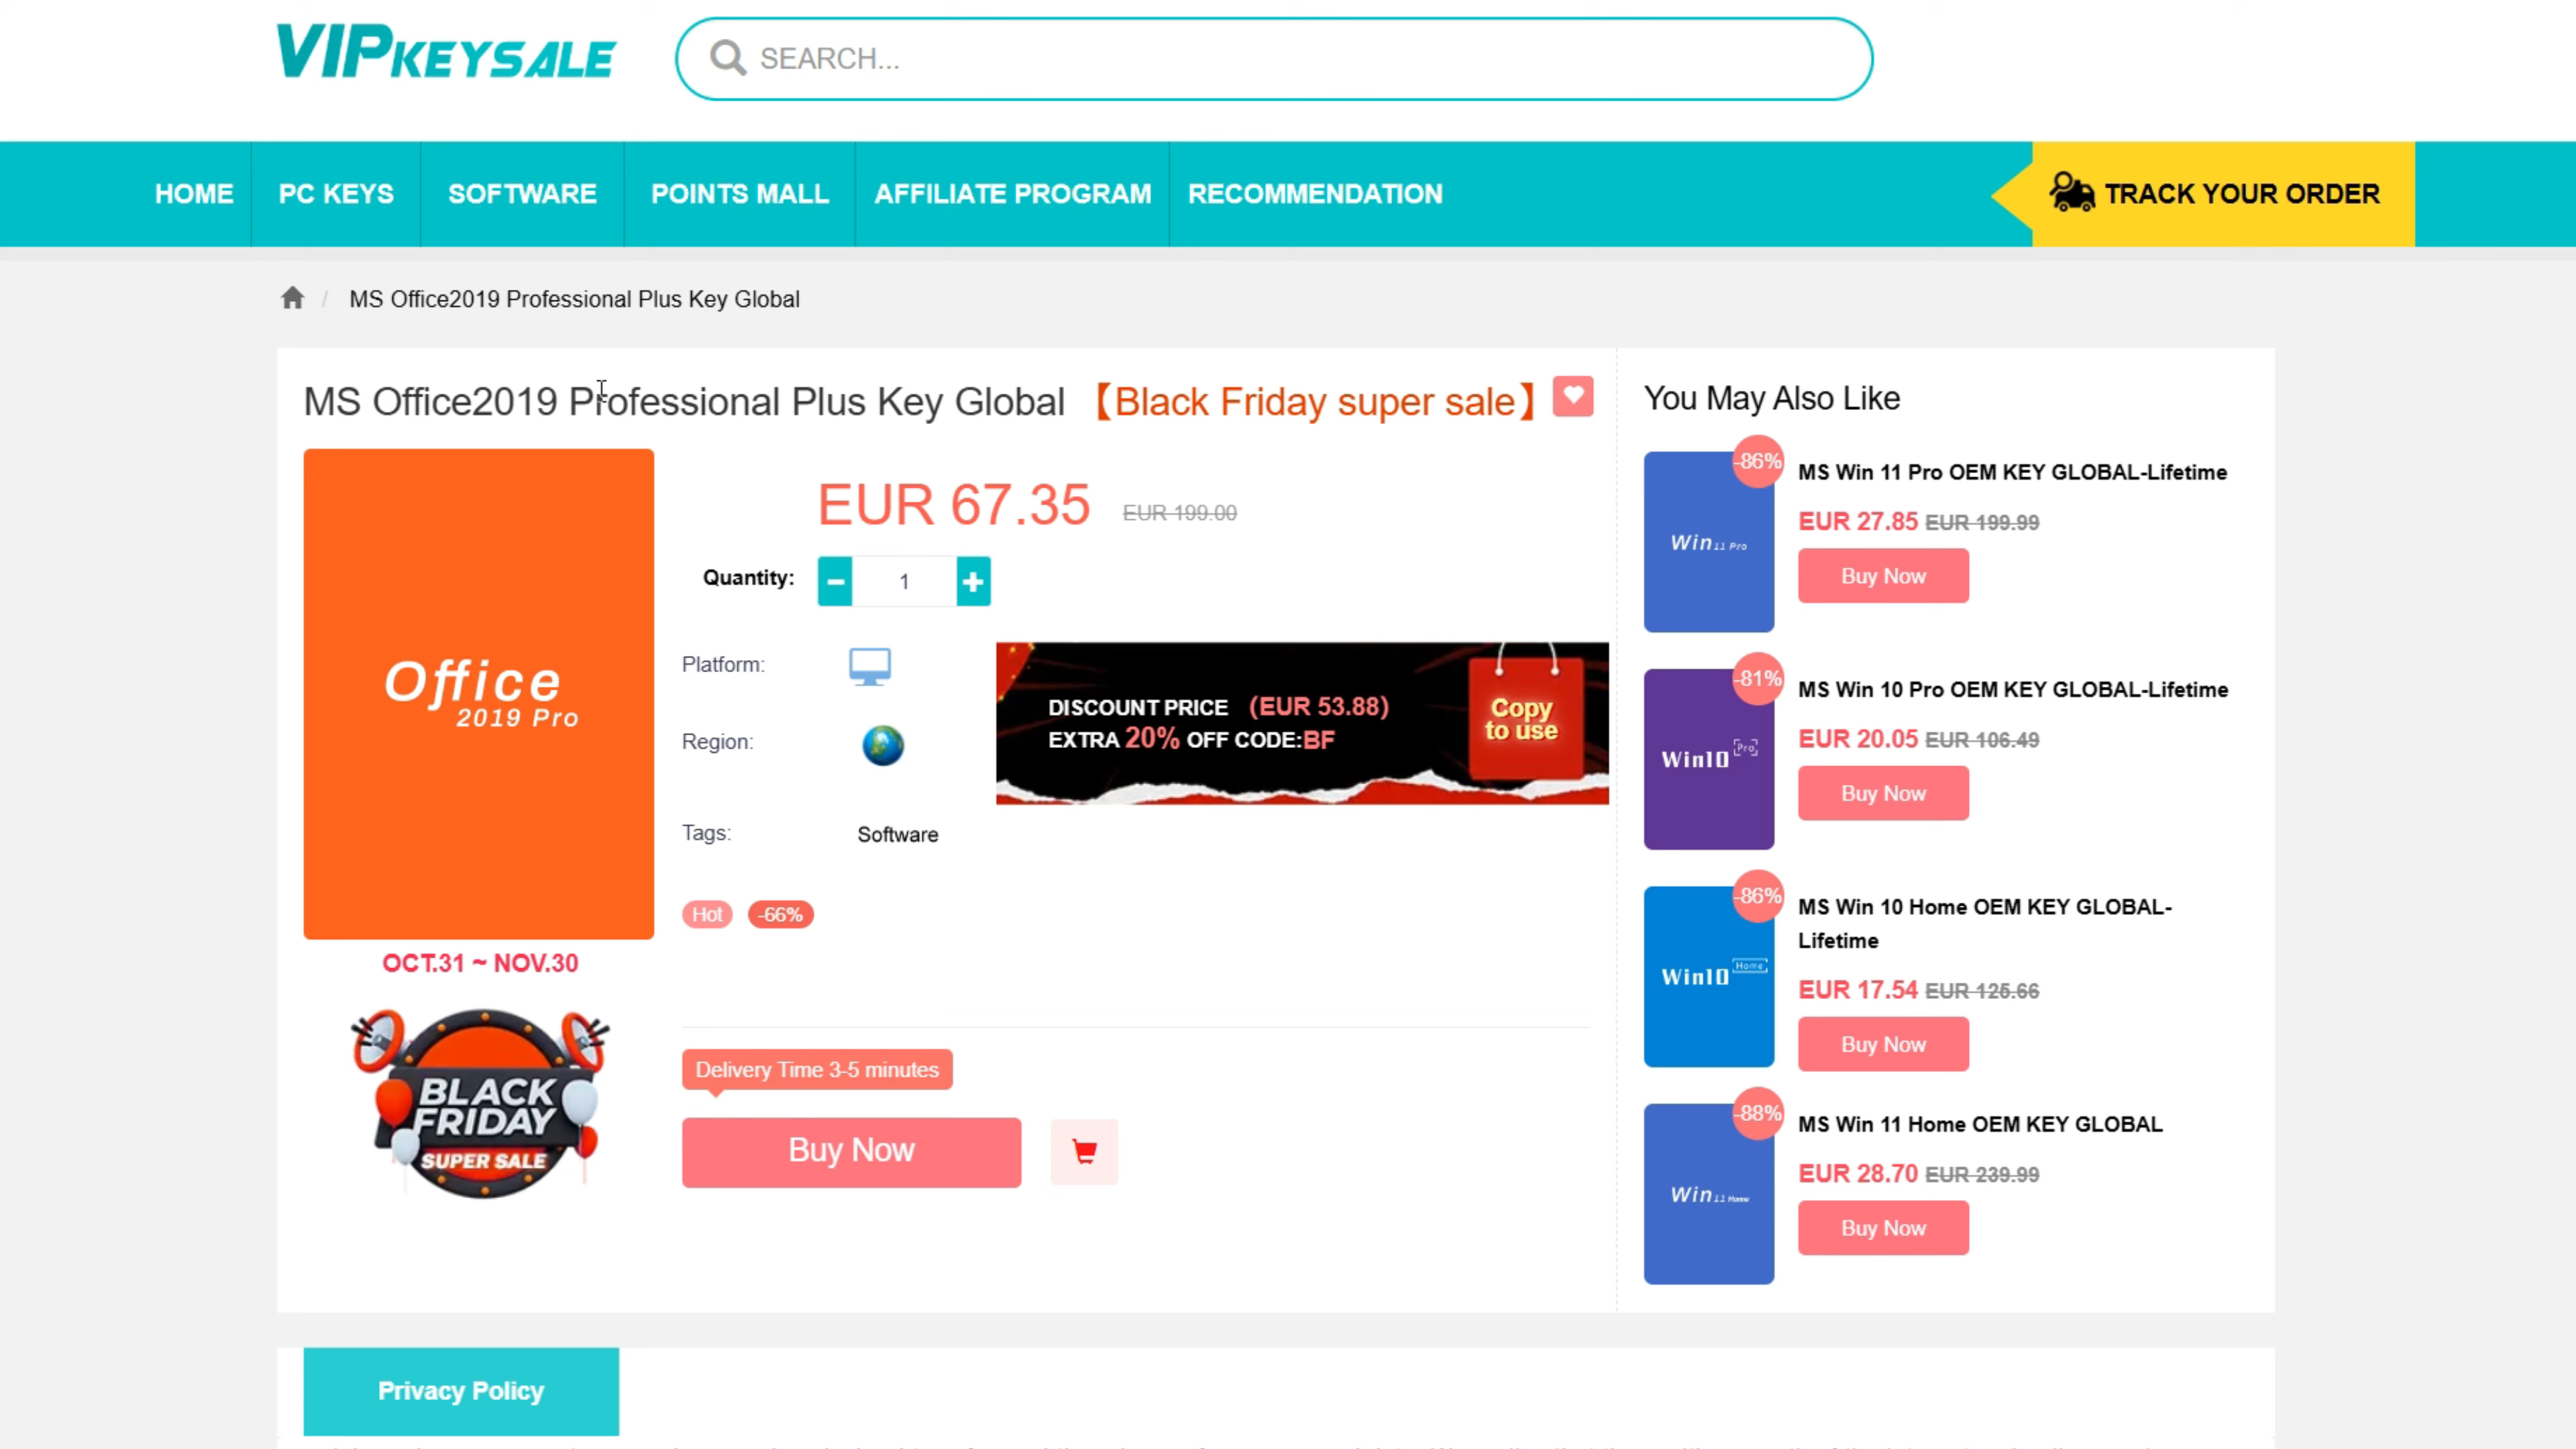 VIPKEYSALE
SEARCH...
HOME
PC KEYS
SOFTWARE
POINTS MALL
AFFILIATE PROGRAM
RECOMMENDATION
TRACK YOUR ORDER
/ MS Office2019 Professional Plus Key Global
MS Office2019 Professional Plus Key Global 【Black Friday super sale】
Office
2019 Pro
OCT.31 ~ NOV.30
BLACK
FRIDAY
SUPER SALE
EUR 67.35 EUR 199.00
Quantity: 1
Platform:
Region:
Tags: Software
Hot -66%
DISCOUNT PRICE (EUR 53.88)
EXTRA 20% OFF CODE:BF
Copy
to use
Delivery Time 3-5 minutes
Buy Now
You May Also Like
-86%
Win 11 Pro
MS Win 11 Pro OEM KEY GLOBAL-Lifetime
EUR 27.85 EUR 199.99
Buy Now
-81%
Win10 Pro
MS Win 10 Pro OEM KEY GLOBAL-Lifetime
EUR 20.05 EUR 106.49
Buy Now
-86%
Win10 Home
MS Win 10 Home OEM KEY GLOBAL-
Lifetime
EUR 17.54 EUR 125.66
Buy Now
-88%
Win 11 Home
MS Win 11 Home OEM KEY GLOBAL
EUR 28.70 EUR 239.99
Buy Now
Privacy Policy